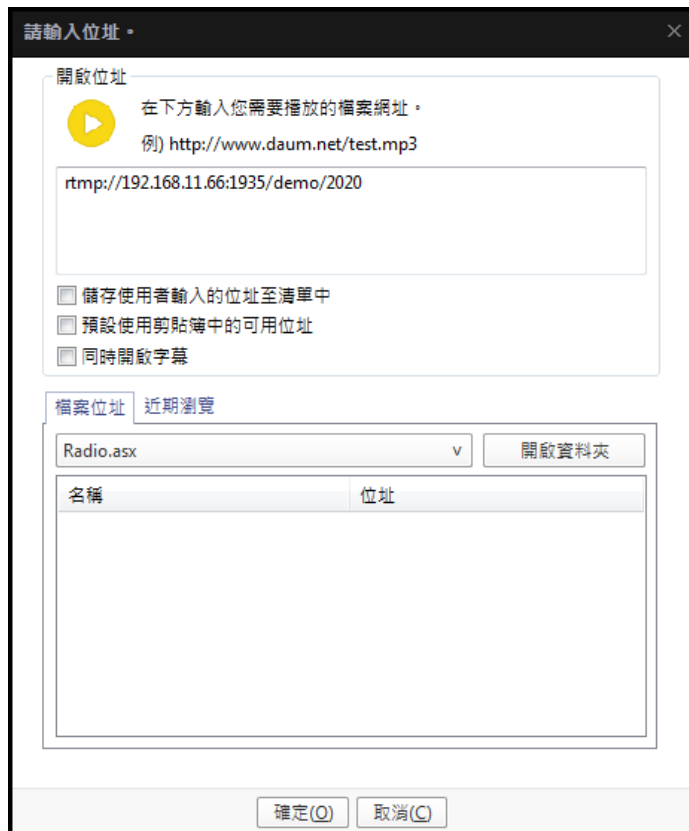 請輸入位址。
開啟位址
在下方輸入您需要播放的檔案網址。
例) http://www.daum.net/test.mp3
rtmp://192.168.11.66:1935/demo/2020
儲存使用者輸入的位址至清單中
預設使用剪貼簿中的可用位址
同時開啟字幕
檔案位址 近期瀏覽
Radio.asx v 開啟資料夾
名稱 位址
確定(O) 取消(C)